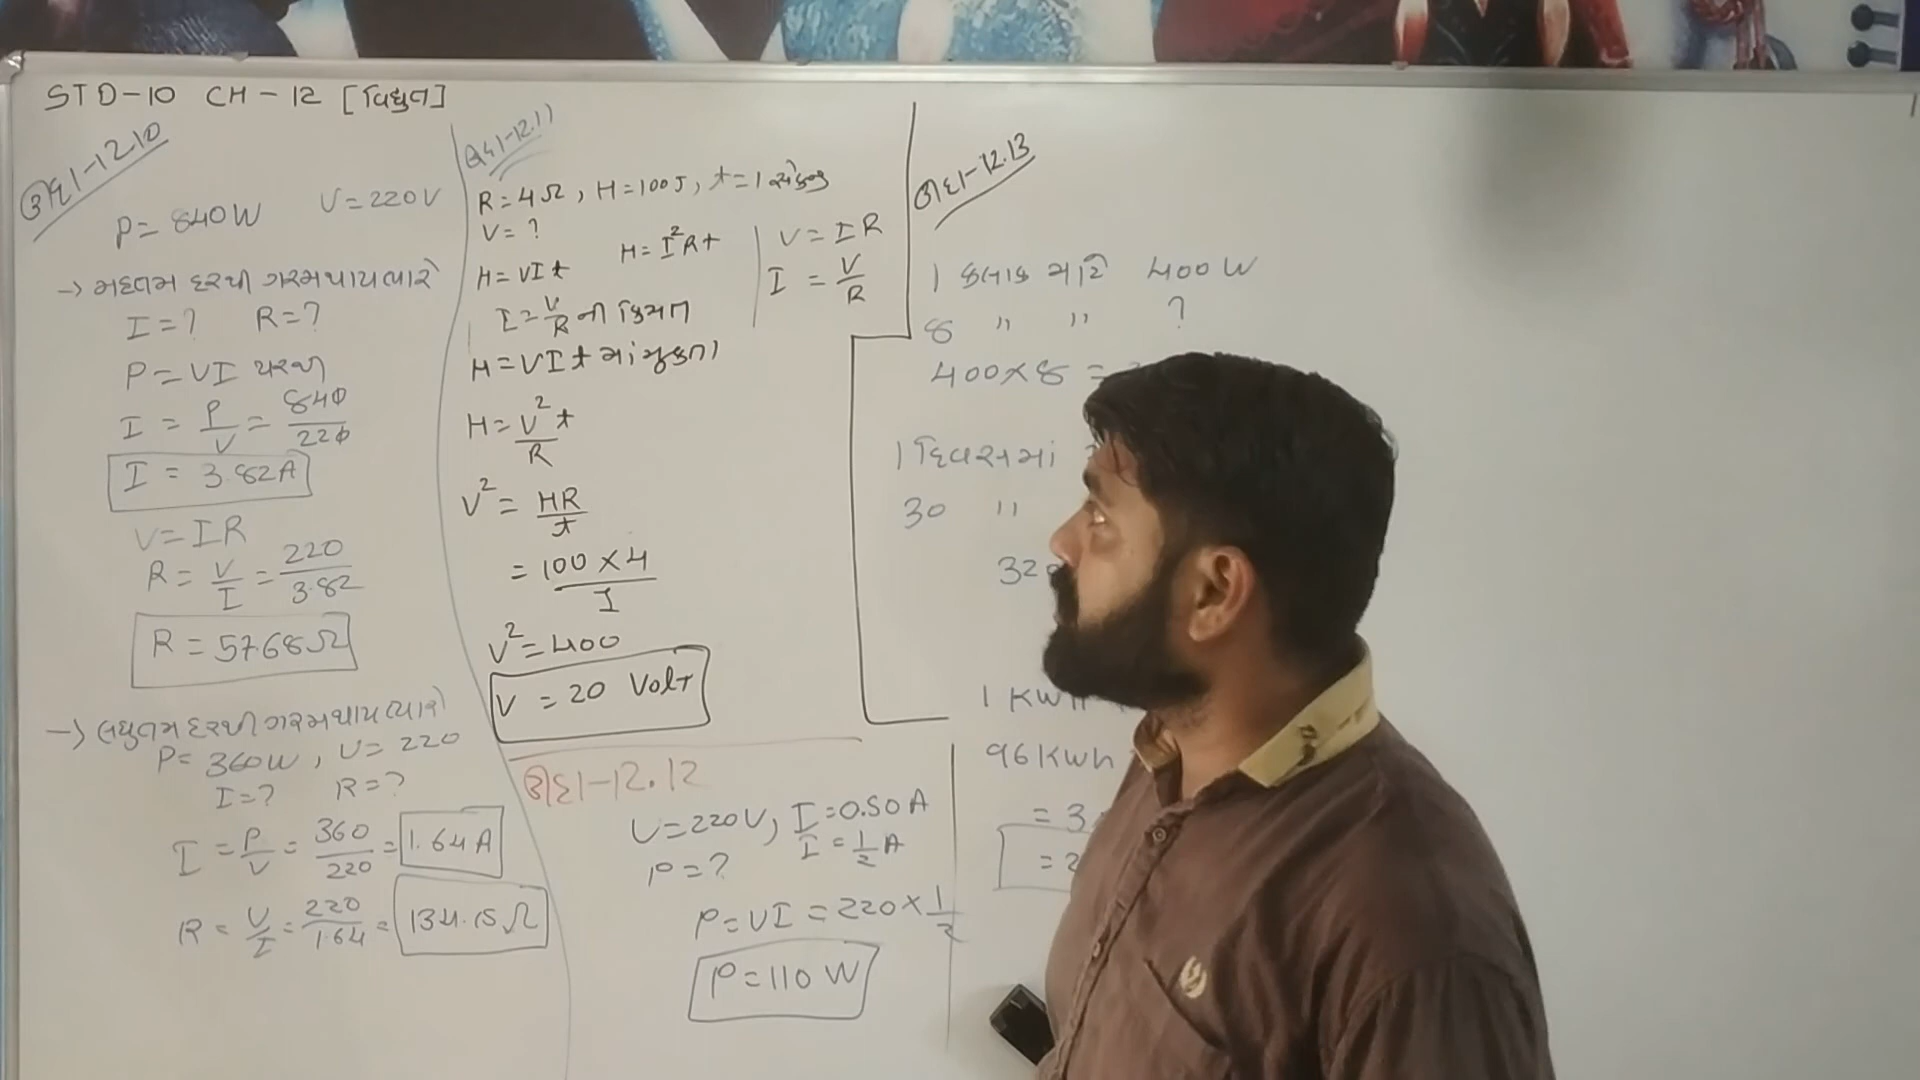 STD-10 CH-12 [વિદ્યુત]
ઉદા-12.10
P = 840W V = 220V
→ મહત્તમ દરથી ગરમ થાય ત્યારે
I = ? R = ?
P = VI પરથી
I = P/V = 840/220
I = 3.82A
V = IR
R = V/I = 220/3.82
R = 57.68Ω
→ લઘુતમ દરથી ગરમ થાય ત્યારે
P = 360W, V = 220
I = ? R = ?
I = P/V = 360/220 = 1.64A
R = V/I = 220/1.64 = 134.15Ω
ઉદા-12.11
R = 4Ω, H = 100J, t = 1 સેકન્ડ
V = ?
H = VIt H = I²Rt
V = IR
I = V/R
I = V/R ની કિંમત
H = VIt માં મુકતા
H = V²t/R
V² = HR/t
= 100 × 4/1
V² = 400
V = 20 Volt
ઉદા-12.12
V = 220V, I = 0.50A
I = 1/2 A
P = ?
P = VI = 220 × 1/2
P = 110 W
ઉદા-12.13
1 કલાક માટે 400W
8 " " ?
400 × 8 =
1 દિવસમાં
30 "
320
1 KWh
96 KWh
= 3.
= 2